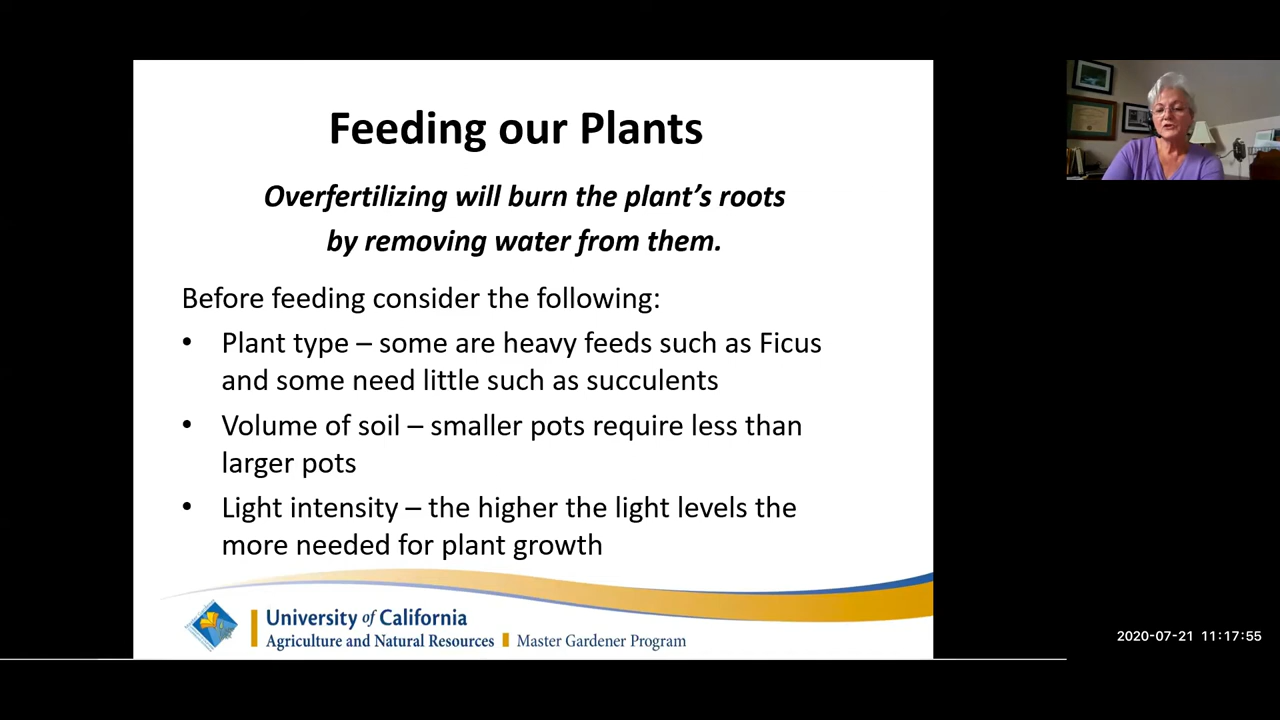 Feeding our Plants
Overfertilizing will burn the plant’s roots
by removing water from them.
Before feeding consider the following:
• Plant type – some are heavy feeds such as Ficus
and some need little such as succulents
• Volume of soil – smaller pots require less than
larger pots
• Light intensity – the higher the light levels the
more needed for plant growth
University of California
Agriculture and Natural Resources Master Gardener Program
2020-07-21 11:17:55